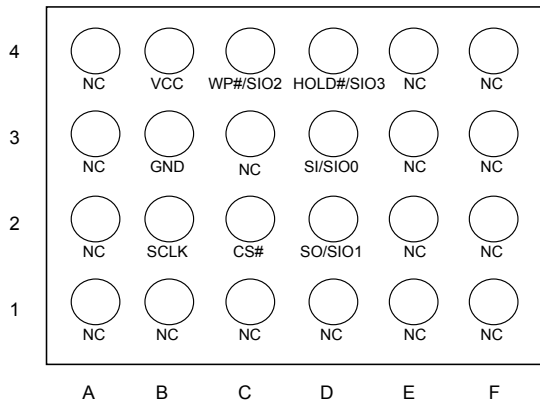 4
NC VCC WP#/SIO2 HOLD#/SIO3 NC NC
3
NC GND NC SI/SIO0 NC NC
2
NC SCLK CS# SO/SIO1 NC NC
1
NC NC NC NC NC NC
A B C D E F